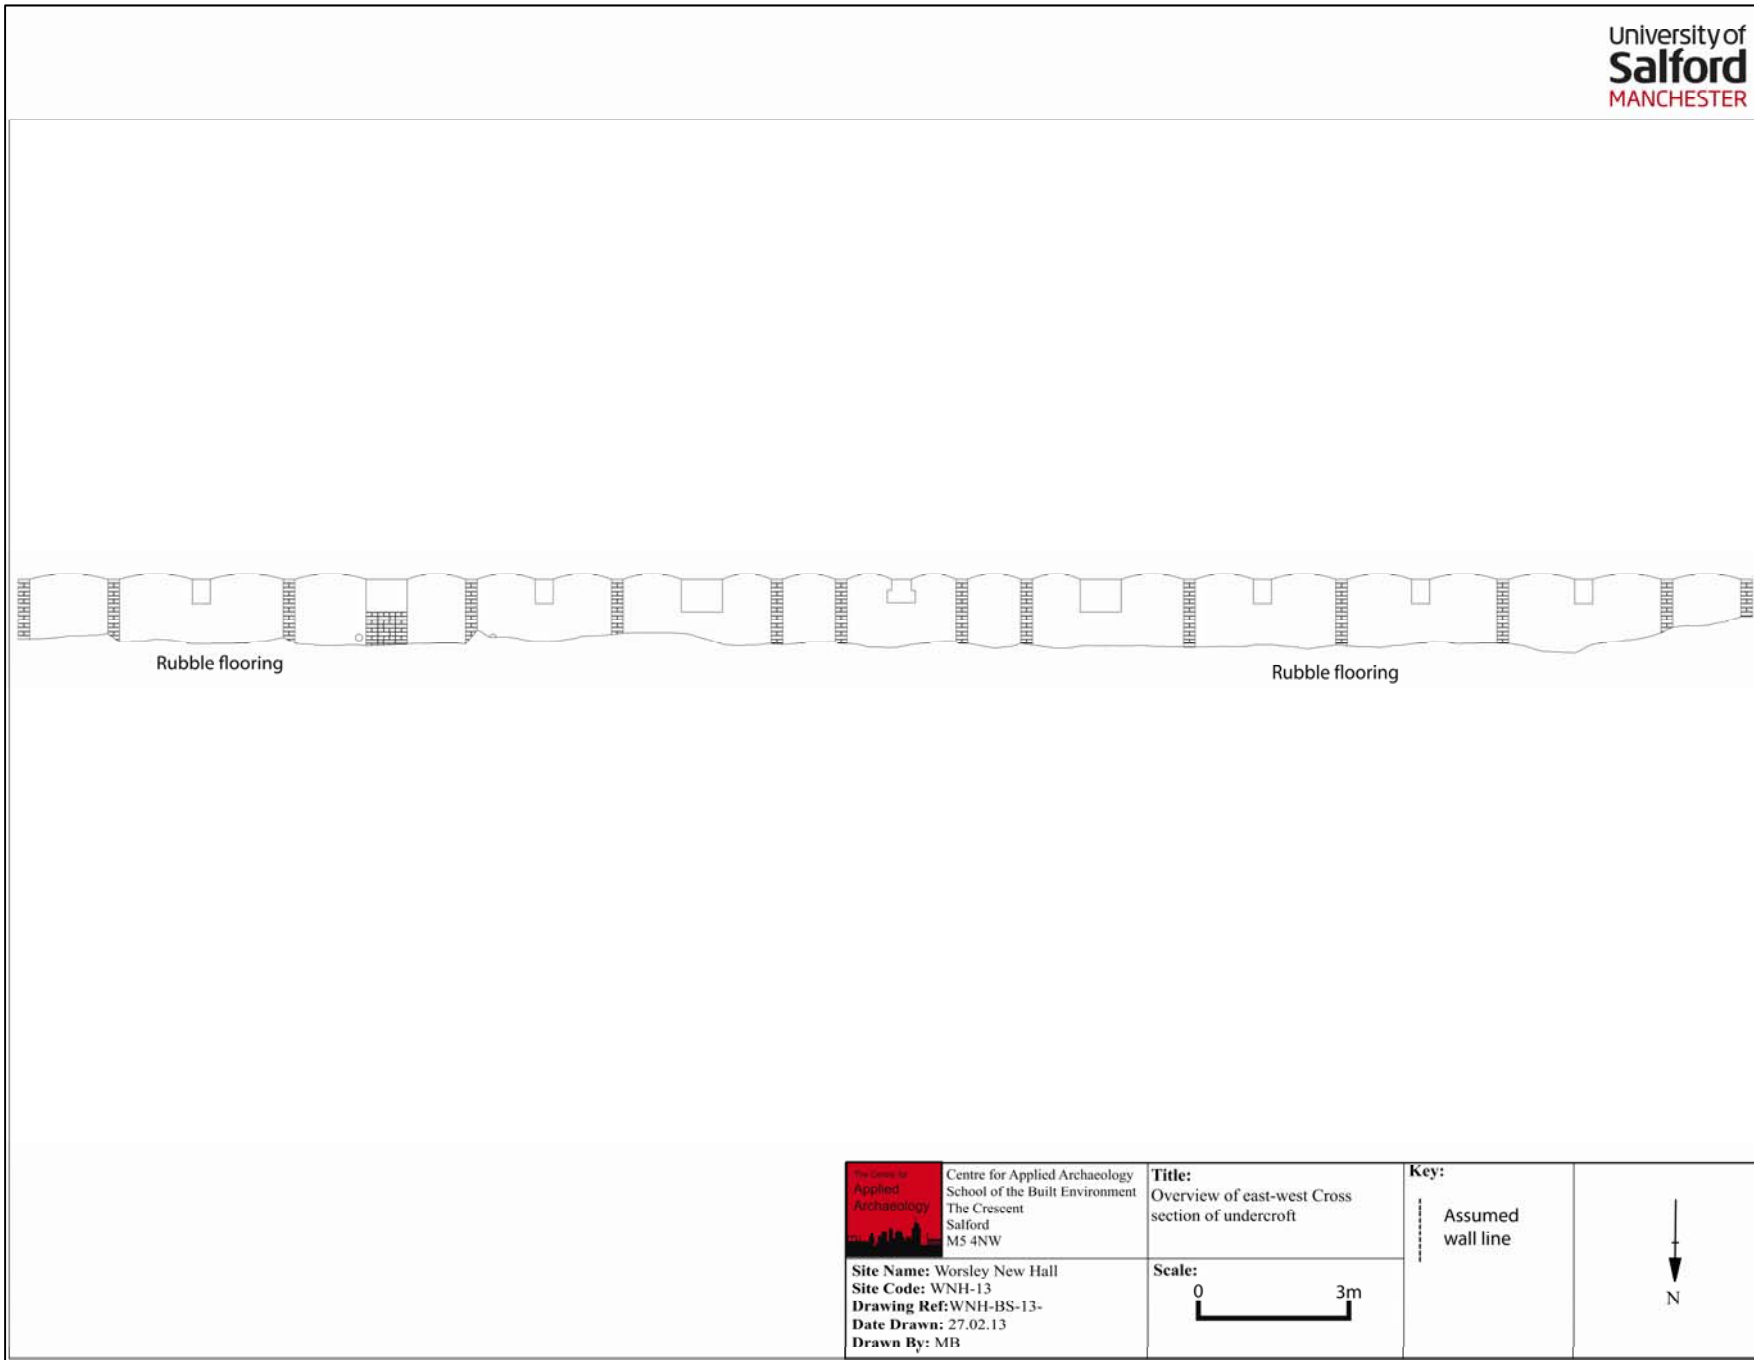 University of
Salford
MANCHESTER
Rubble flooring
Rubble flooring
The Centre for
Applied
Archaeology
Centre for Applied Archaeology
School of the Built Environment
The Crescent
Salford
M5 4NW
Title:
Overview of east-west Cross
section of undercroft
Key:
Assumed
wall line
N
Site Name: Worsley New Hall
Site Code: WNH-13
Drawing Ref:WNH-BS-13-
Date Drawn: 27.02.13
Drawn By: MB
Scale:
0 3m